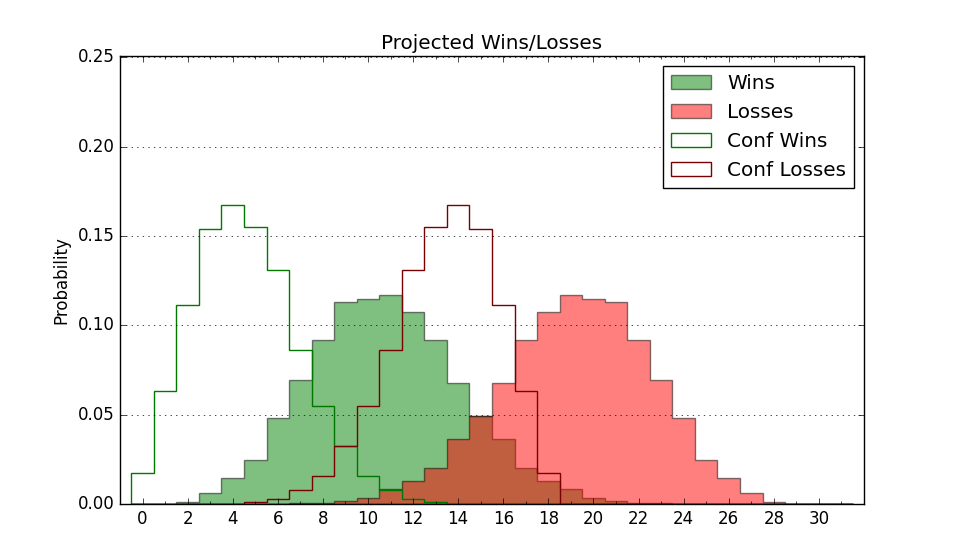 Projected Wins/Losses
0.25
0.20
0.15
0.10
0.05
0.00
Probability
Wins
Losses
Conf Wins
Conf Losses
0 2 4 6 8 10 12 14 16 18 20 22 24 26 28 30